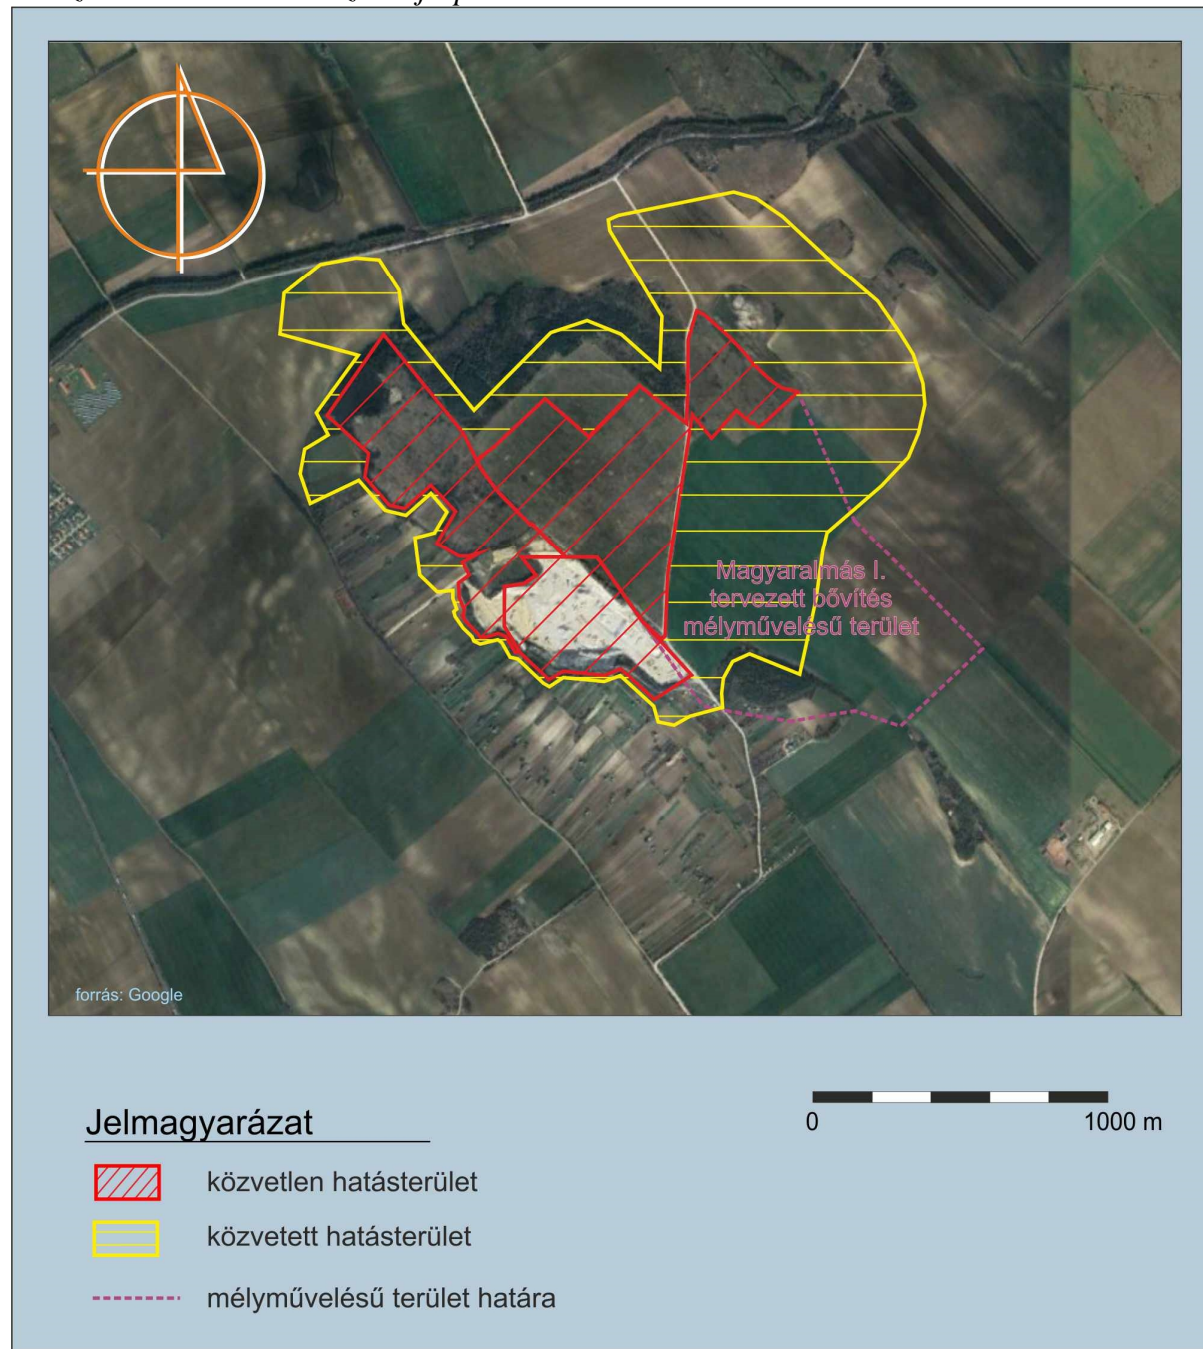 Magyaralmás I.
tervezett bővítés
mélyművelésű terület
forrás: Google
0 1000 m
Jelmagyarázat
közvetlen hatásterület
közvetett hatásterület
mélyművelésű terület határa